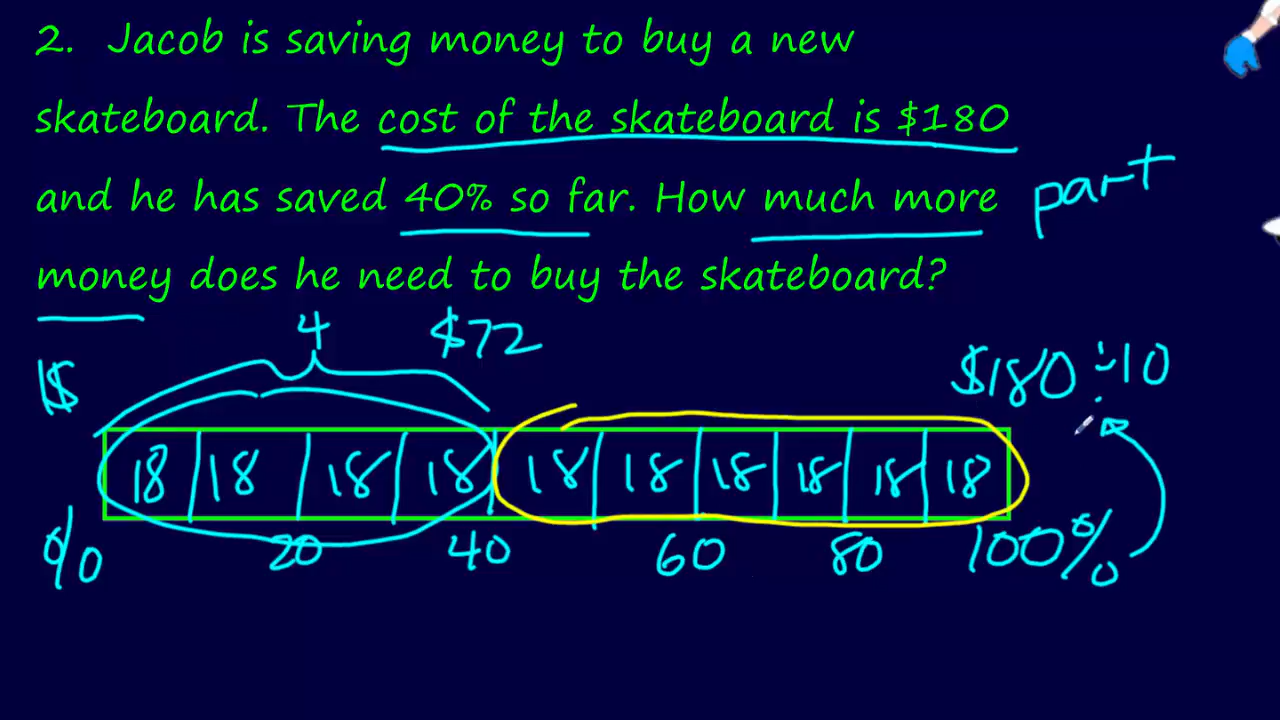 2. Jacob is saving money to buy a new
skateboard. The cost of the skateboard is $180
and he has saved 40% so far. How much more
part
money does he need to buy the skateboard?
4
$72
$
$180 ÷ 10
18 18 18 18 18 18 18 18 18 18
% 20 40 60 80 100%